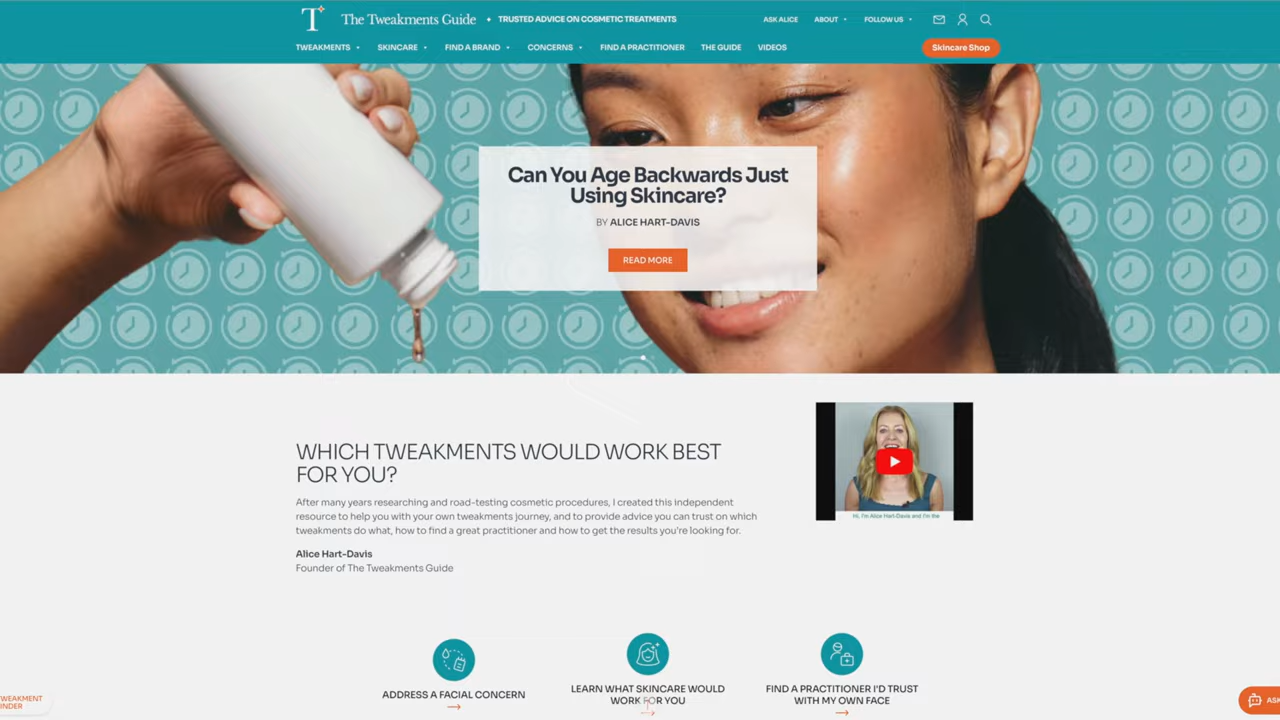 The Tweakments Guide
TRUSTED ADVICE ON COSMETIC TREATMENTS
ASK ALICE
ABOUT
FOLLOW US
TWEAKMENTS
SKINCARE
FIND A BRAND
CONCERNS
FIND A PRACTITIONER
THE GUIDE
VIDEOS
Skincare Shop
Can You Age Backwards Just
Using Skincare?
BY ALICE HART-DAVIS
READ MORE
WHICH TWEAKMENTS WOULD WORK BEST
FOR YOU?
After many years researching and road-testing cosmetic procedures, I created this independent
resource to help you with your own tweakments journey, and to provide advice you can trust on which
tweakments do what, how to find a great practitioner and how to get the results you're looking for.
Alice Hart-Davis
Founder of The Tweakments Guide
Hi, I'm Alice Hart-Davis and I'm the
ADDRESS A FACIAL CONCERN
LEARN WHAT SKINCARE WOULD
WORK FOR YOU
FIND A PRACTITIONER I'D TRUST
WITH MY OWN FACE
WEAKMENT
INDER
ASK